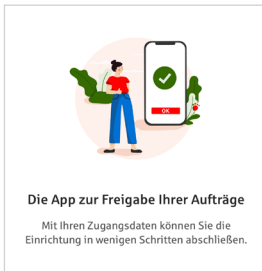 OK
Die App zur Freigabe Ihrer Aufträge
Mit Ihren Zugangsdaten können Sie die
Einrichtung in wenigen Schritten abschließen.